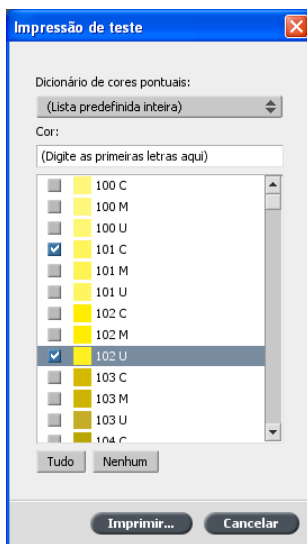 Impressão de teste
Dicionário de cores pontuais:
(Lista predefinida inteira)
Cor:
(Digite as primeiras letras aqui)
100 C
100 M
100 U
101 C
101 M
101 U
102 C
102 M
102 U
103 C
103 M
103 U
104 C
Tudo Nenhum
Imprimir... Cancelar